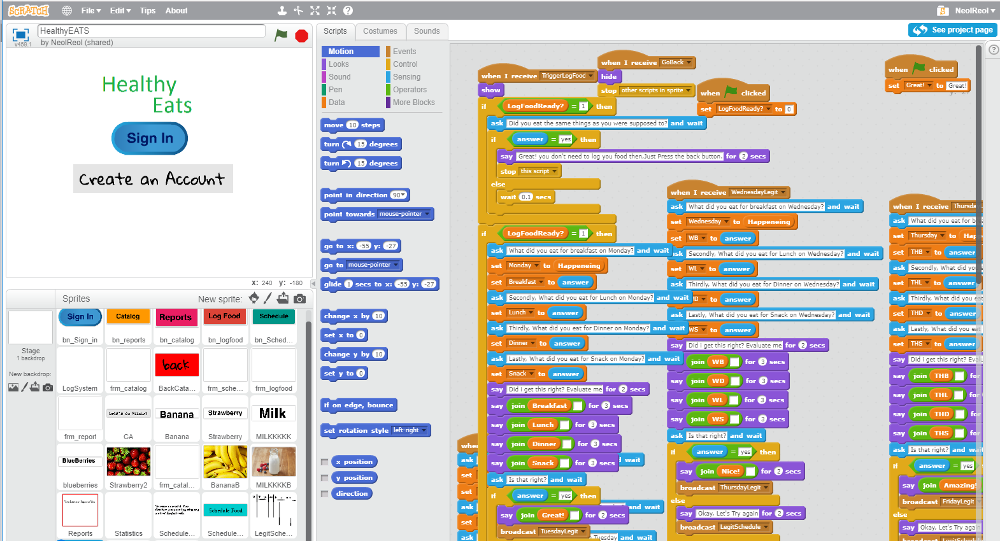 SCRATCH File Edit Tips About NeolReol
HealthyEATS
by NeolReol (shared)
v459.1
See project page
Scripts Costumes Sounds
Healthy
Eats
Sign In
Create an Account
X: 240 y: -180
Sprites New sprite:
Stage
1 backdrop
New backdrop:
Sign In Catalog Reports Log Food Schedule
bn_Sign_in bn_reports bn_catalog bn_logfood bn_Sched...
back
LogSystem frm_catalog BackCata... frm_sche... frm_logfood
Create an Account Banana Strawberry Milk
frm_reporl CA Banana Strawberry MILKKKKK
BlueBerries
blueberries Strawberry2 frm_catal... BananaB MILKKKKB
Schedule Food
Reports Statistics Schedule... Schedule... LegitSche...
Motion Events
Looks Control
Sound Sensing
Pen Operators
Data More Blocks
move 10 steps
turn 15 degrees
turn 15 degrees
point in direction 90
point towards mouse-pointer
go to x: -55 y: -27
go to mouse-pointer
glide 1 secs to x: -55 y: -27
change x by 10
set x to 0
change y by 10
set y to 0
if on edge, bounce
set rotation style left-right
x position
y position
direction
when I receive TriggerLogFood
show
if LogFoodReady? = 1 then
ask Did you eat the same things as you were supposed to? and wait
if answer = yes then
say Great! you don't need to log you food then,Just Press the back button. for 2 secs
stop this script
else
wait 0.1 secs
if LogFoodReady? = 1 then
ask What did you eat for breakfast on Monday? and wait
set Monday to Happeneing
set Breakfast to answer
ask Secondly, What did you eat for Lunch on Monday? and wait
set Lunch to answer
ask Thirdly, What did you eat for Dinner on Monday? and wait
set Dinner to answer
ask Lastly, What did you eat for Snack on Monday? and wait
set Snack to answer
say Did i get this right? Evaluate me for 2 secs
say join Breakfast for 3 secs
say join Lunch for 3 secs
say join Dinner for 3 secs
say join Snack for 3 secs
ask Is that right? and wait
if answer = yes then
say join Great! for 2 secs
broadcast TuesdayLegit
when I receive GoBack
hide
stop other scripts in sprite
when clicked
set LogFoodReady? to 0
when clicked
set Great! to Great!
when I receive WednesdayLegit
ask What did you eat for breakfast on Wednesday? and wait
set Wednesday to Happeneing
set WB to answer
ask Secondly, What did you eat for Lunch on Wednesday? and wait
set WL to answer
ask Thirdly, What did you eat for Dinner on Wednesday? and wait
to answer
ask Lastly, What did you eat for Snack on Wednesday? and wait
WS to answer
say Did i get this right? Evaluate me for 2 secs
say join WB for 3 secs
say join WD for 3 secs
say join WL for 3 secs
say join WS for 3 secs
ask Is that right? and wait
if answer = yes then
say join Nice! for 2 secs
broadcast ThursdayLegit
else
say Okay, Let's Try again for 2 secs
broadcast LegitSchedule
when I receive Thursda
ask What did you eat for
set Thursday to
set THB to answer
ask Secondly, What did you
set THL to answer
ask Thirdly, What did you
set THD to answer
ask Lastly, What did you eat
set THS to answer
say Did i get this right?
say join THB for
say join THL for
say join THD for
say join THS for
ask Is that right? and wait
if answer = yes
say join Amazing!
broadcast FridayLegit
else
say Okay, Let's Try again
broadcast
when
ask wait
set
set
ask and wait
set
ask Tuesday and wait